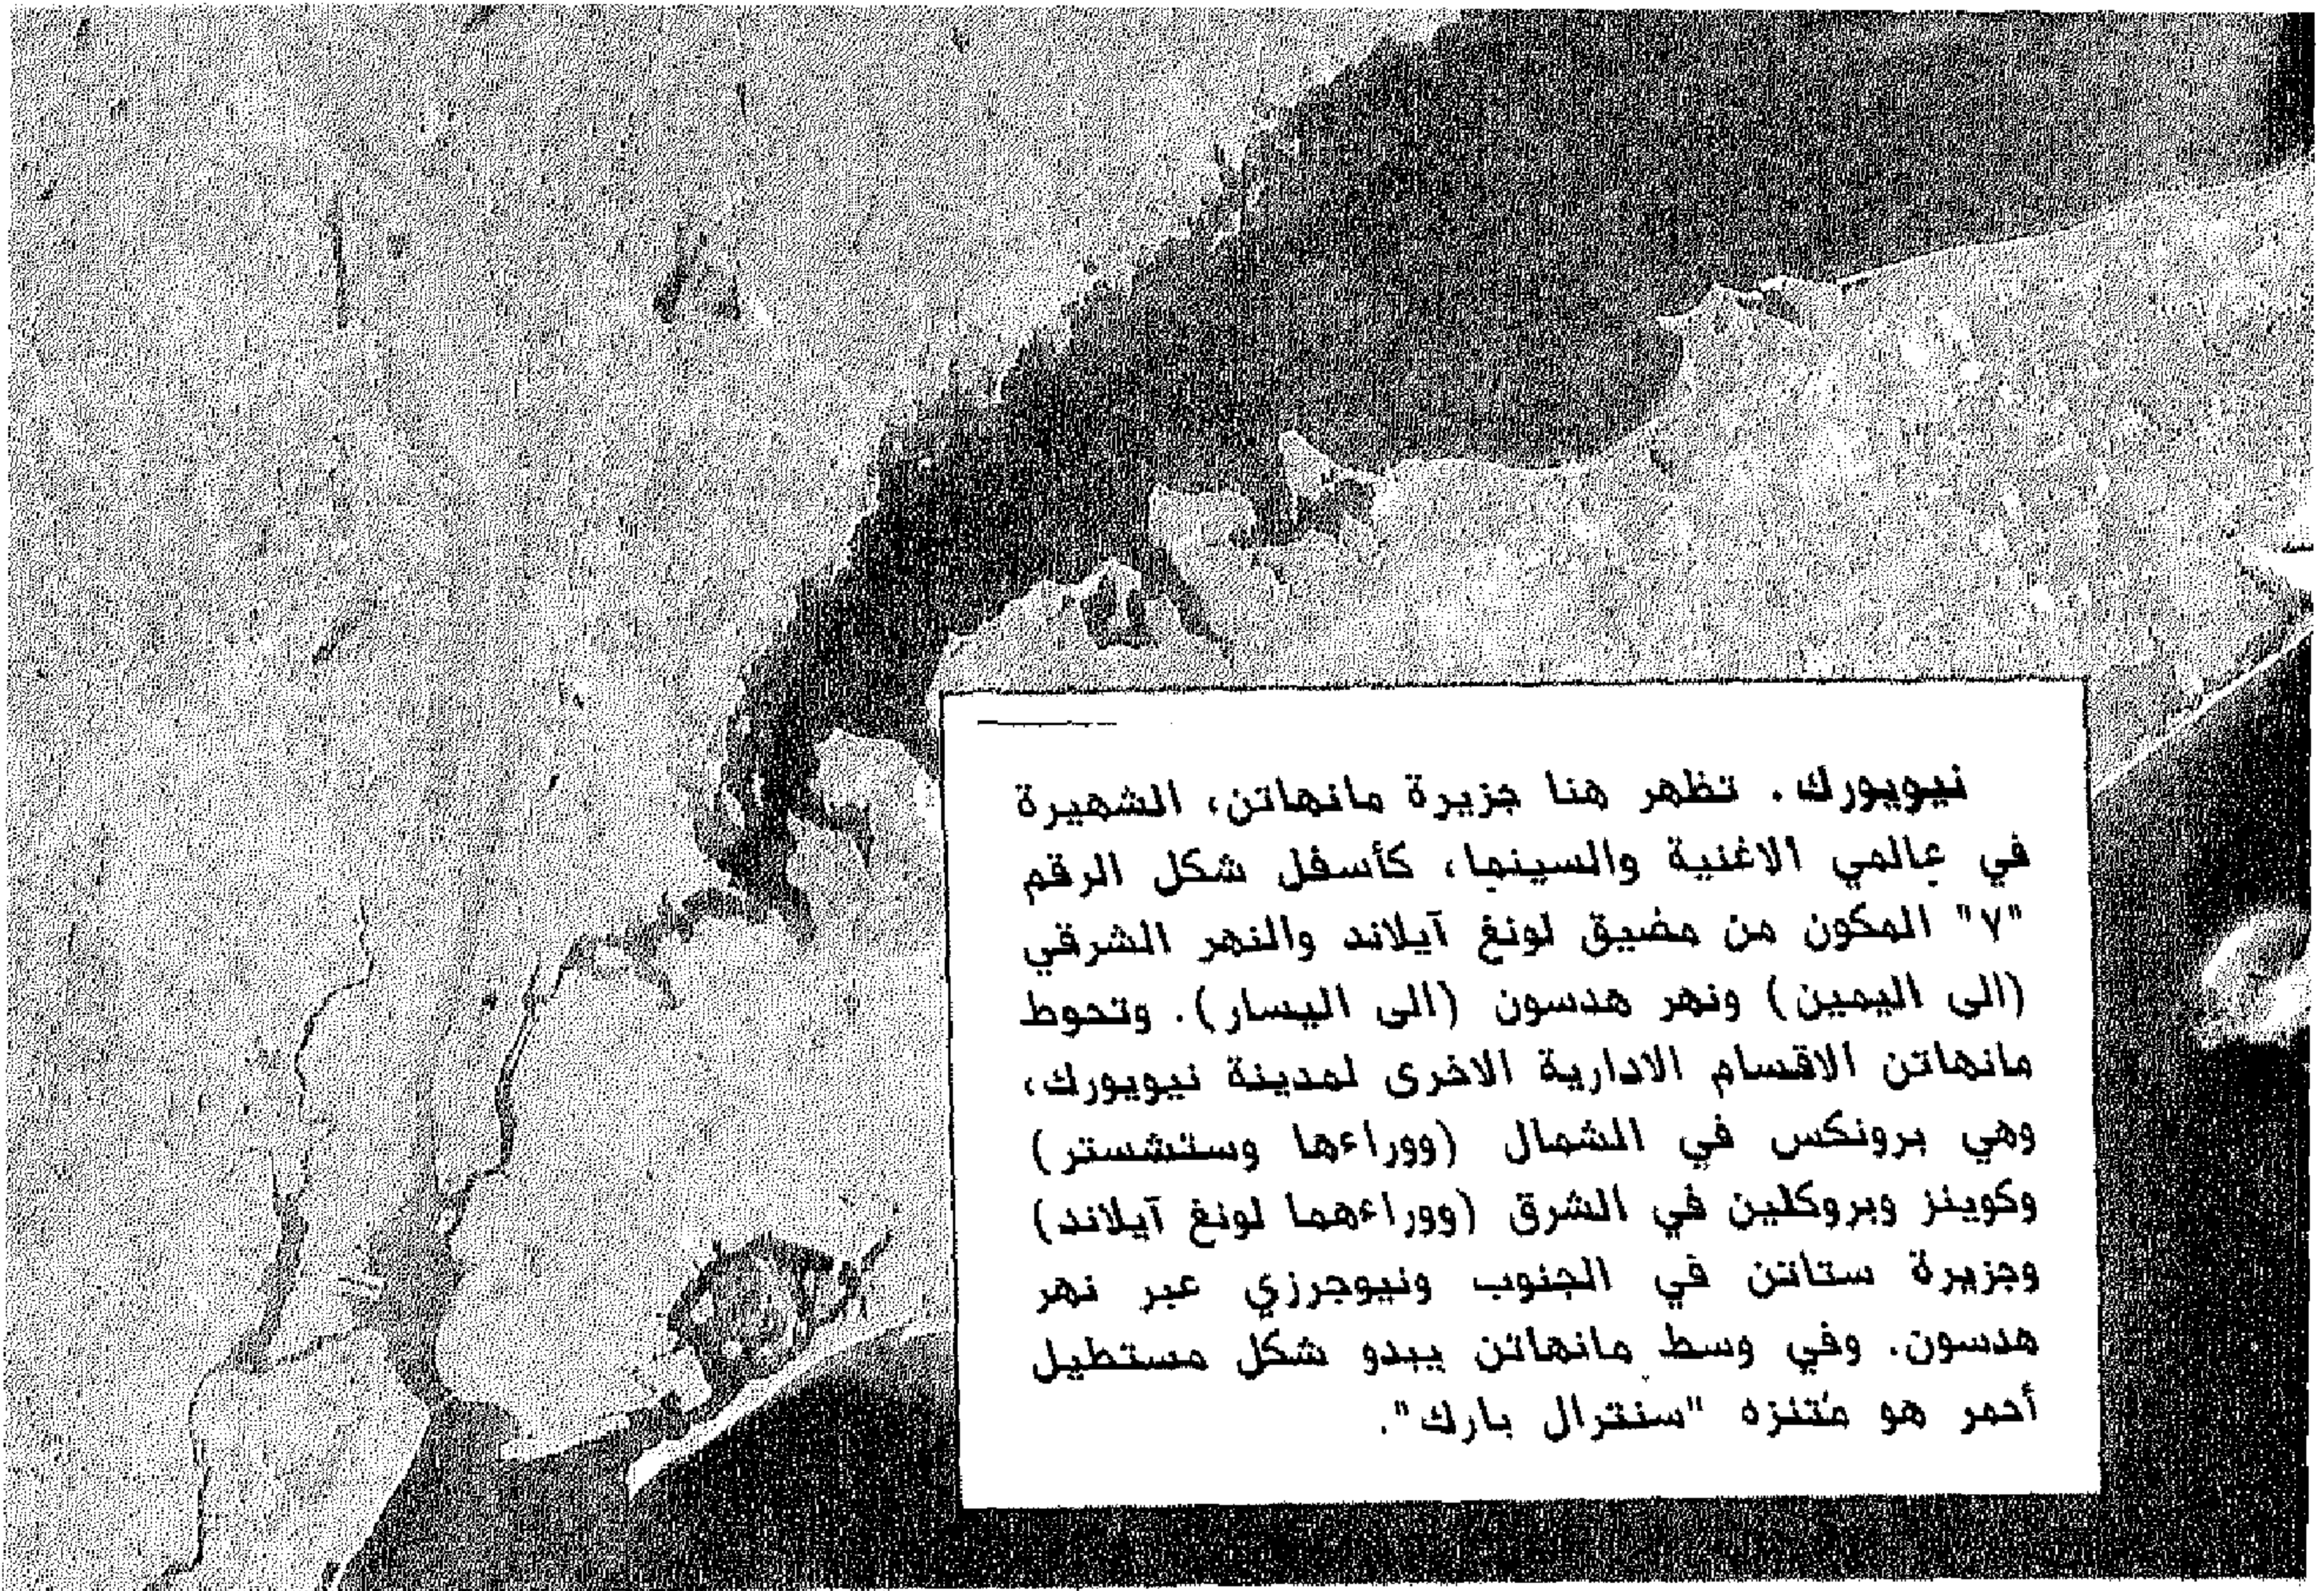 نيويورك. تظهر هنا جزيرة مانهاتن، الشهيرة
في عالمي الاغنية والسينما، كأسفل شكل الرقم
"٧" المكون من مضيق لونغ آيلاند والنهر الشرقي
(الى اليمين) ونهر هدسون (الى اليسار). وتحوط
مانهاتن الاقسام الادارية الاخرى لمدينة نيويورك،
وهي برونكس في الشمال (ووراءها وستشستر)
وكوينز وبروكلين في الشرق (ووراءهما لونغ آيلاند)
وجزيرة ستاتن في الجنوب ونيوجرزي عبر نهر
هدسون. وفي وسط مانهاتن يبدو شكل مستطيل
أحمر هو مُتنزه "سنترال بارك".